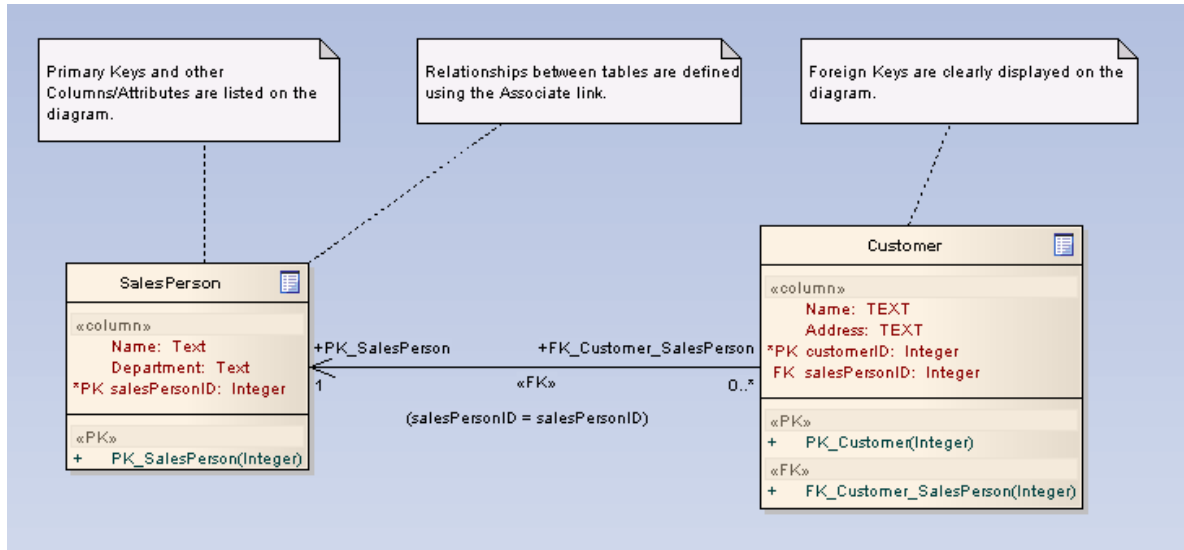 Primary Keys and other
Columns/Attributes are listed on the
diagram.
Relationships between tables are defined
using the Associate link.
Foreign Keys are clearly displayed on the
diagram.
SalesPerson
«column»
Name: Text
Department: Text
*PK salesPersonID: Integer
«PK»
+ PK_SalesPerson(Integer)
+PK_SalesPerson
+FK_Customer_SalesPerson
1
«FK»
0..*
(salesPersonID = salesPersonID)
Customer
«column»
Name: TEXT
Address: TEXT
*PK customerID: Integer
FK salesPersonID: Integer
«PK»
+ PK_Customer(Integer)
«FK»
+ FK_Customer_SalesPerson(Integer)